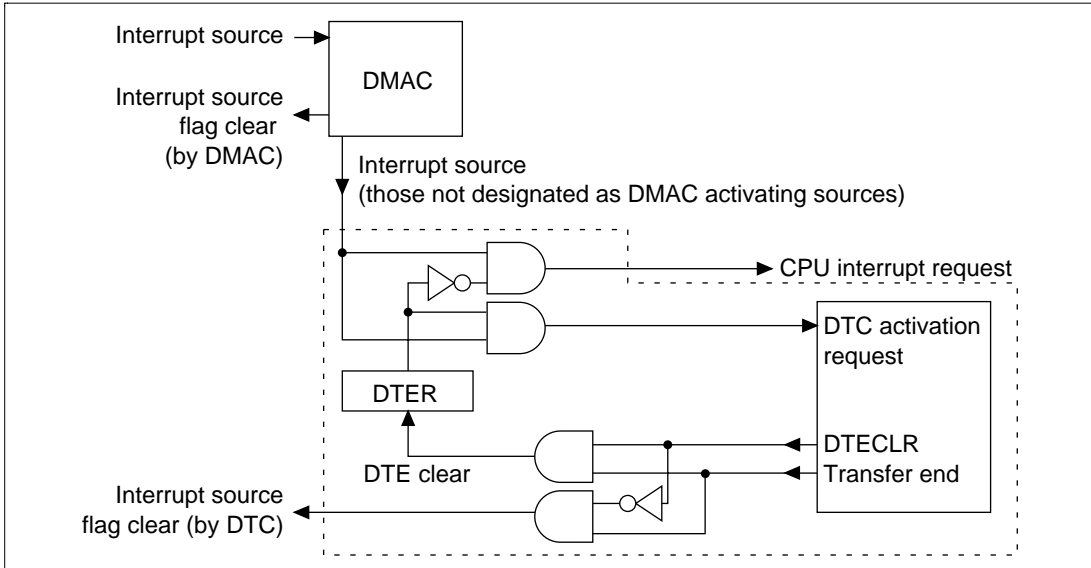 Interrupt source
DMAC
Interrupt source
flag clear
(by DMAC)
Interrupt source
(those not designated as DMAC activating sources)
CPU interrupt request
DTC activation
request
DTER
DTECLR
DTE clear
Transfer end
Interrupt source
flag clear (by DTC)